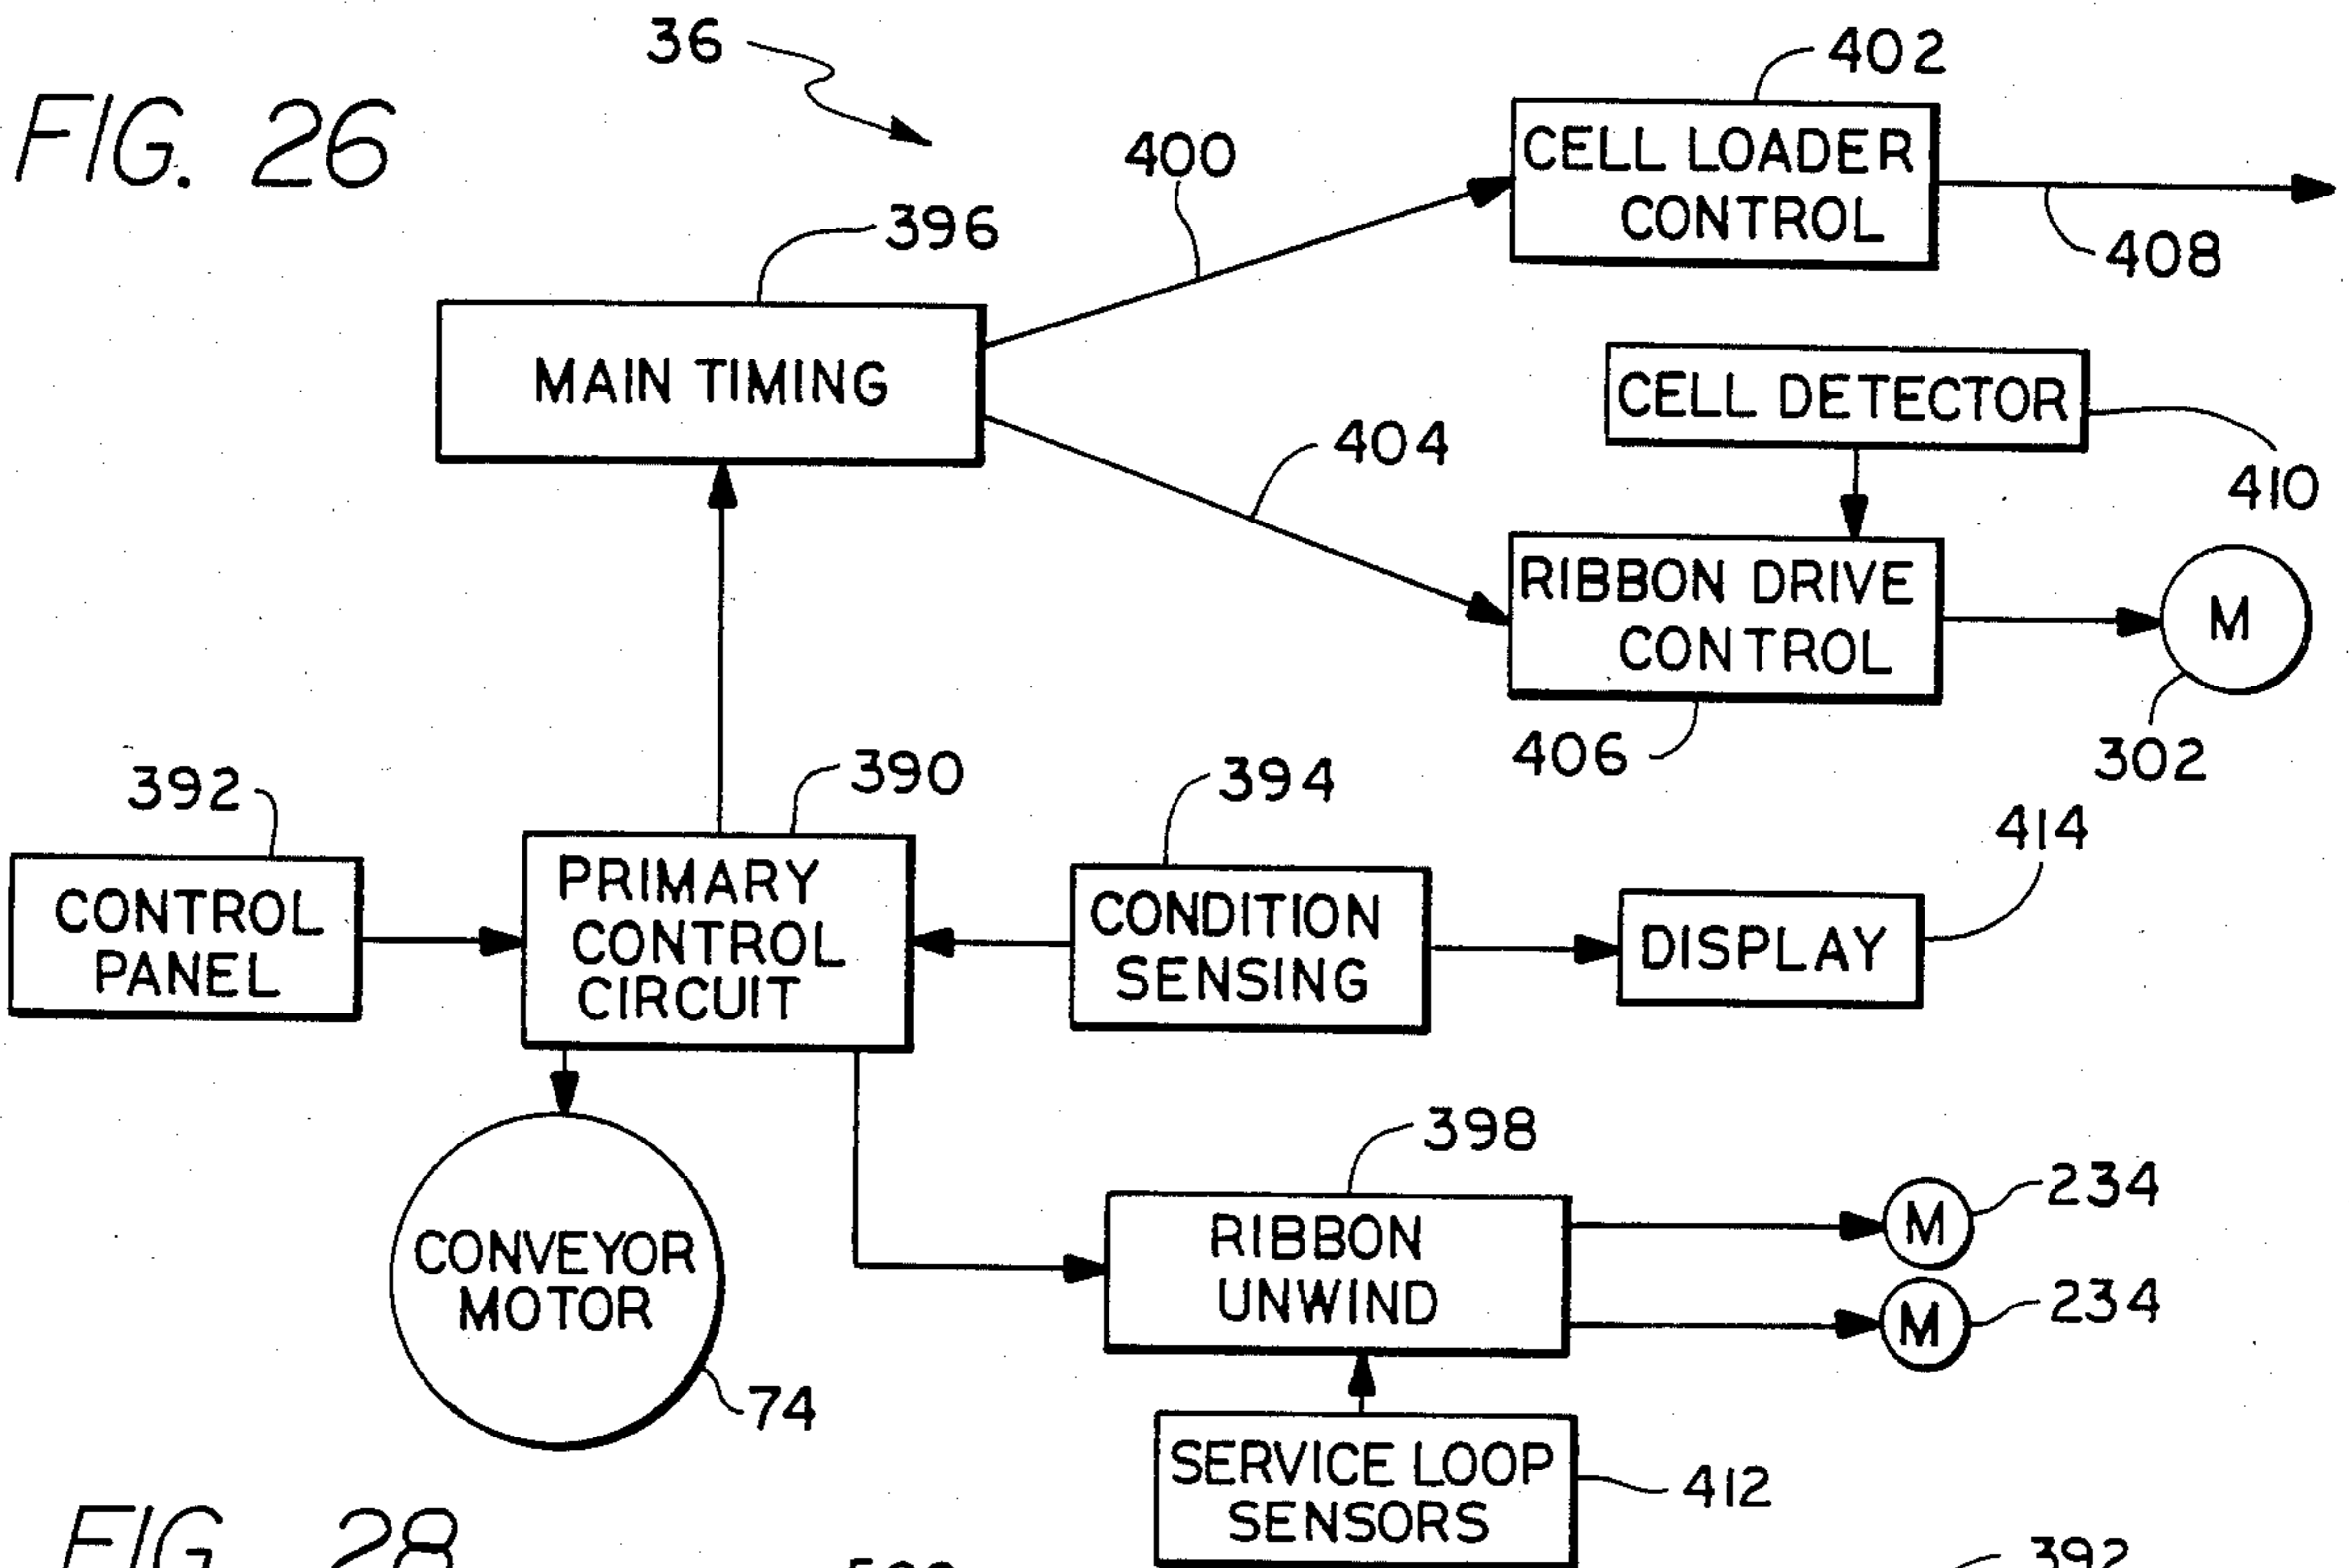 36
402
FIG. 26
400
CELL LOADER
CONTROL
396
408
MAIN TIMING
CELL DETECTOR
404
410
RIBBON DRIVE
CONTROL
M
406
302
392
390
394
414
CONTROL
PANEL
PRIMARY
CONTROL
CIRCUIT
CONDITION
SENSING
DISPLAY
398
234
RIBBON
UNWIND
M
CONVEYOR
MOTOR
M
234
74
SERVICE LOOP
SENSORS
412
FIG. 28
392